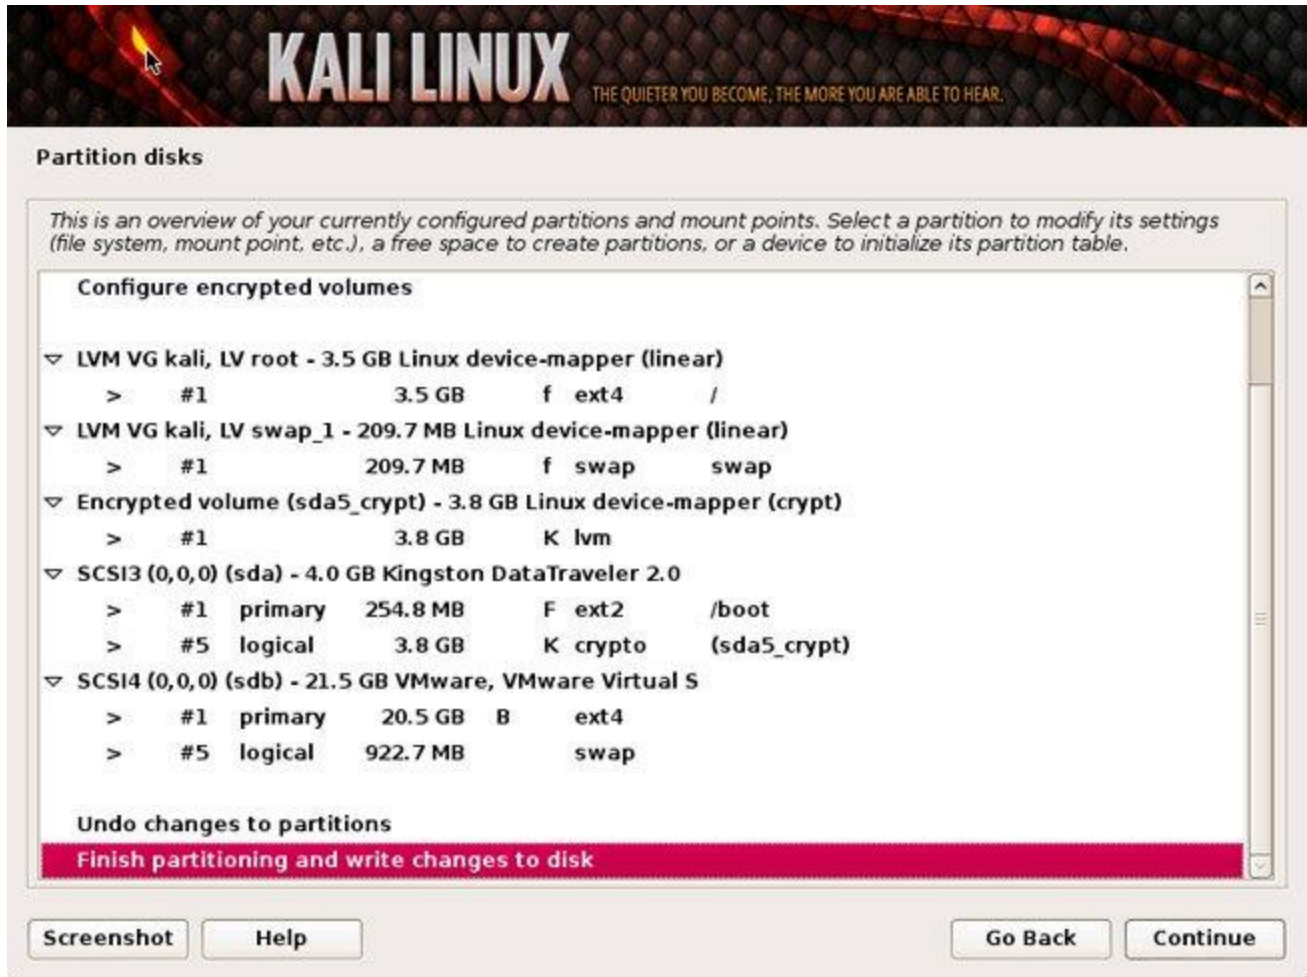 KALI LINUX
THE QUIETER YOU BECOME, THE MORE YOU ARE ABLE TO HEAR.
Partition disks
This is an overview of your currently configured partitions and mount points. Select a partition to modify its settings
(file system, mount point, etc.), a free space to create partitions, or a device to initialize its partition table.
Configure encrypted volumes
LVM VG kali, LV root - 3.5 GB Linux device-mapper (linear)
> #1 3.5 GB f ext4 /
LVM VG kali, LV swap_1 - 209.7 MB Linux device-mapper (linear)
> #1 209.7 MB f swap swap
Encrypted volume (sda5_crypt) - 3.8 GB Linux device-mapper (crypt)
> #1 3.8 GB K lvm
SCSI3 (0,0,0) (sda) - 4.0 GB Kingston DataTraveler 2.0
> #1 primary 254.8 MB F ext2 /boot
> #5 logical 3.8 GB K crypto (sda5_crypt)
SCSI4 (0,0,0) (sdb) - 21.5 GB VMware, VMware Virtual S
> #1 primary 20.5 GB B ext4
> #5 logical 922.7 MB swap
Undo changes to partitions
Finish partitioning and write changes to disk
Screenshot Help Go Back Continue